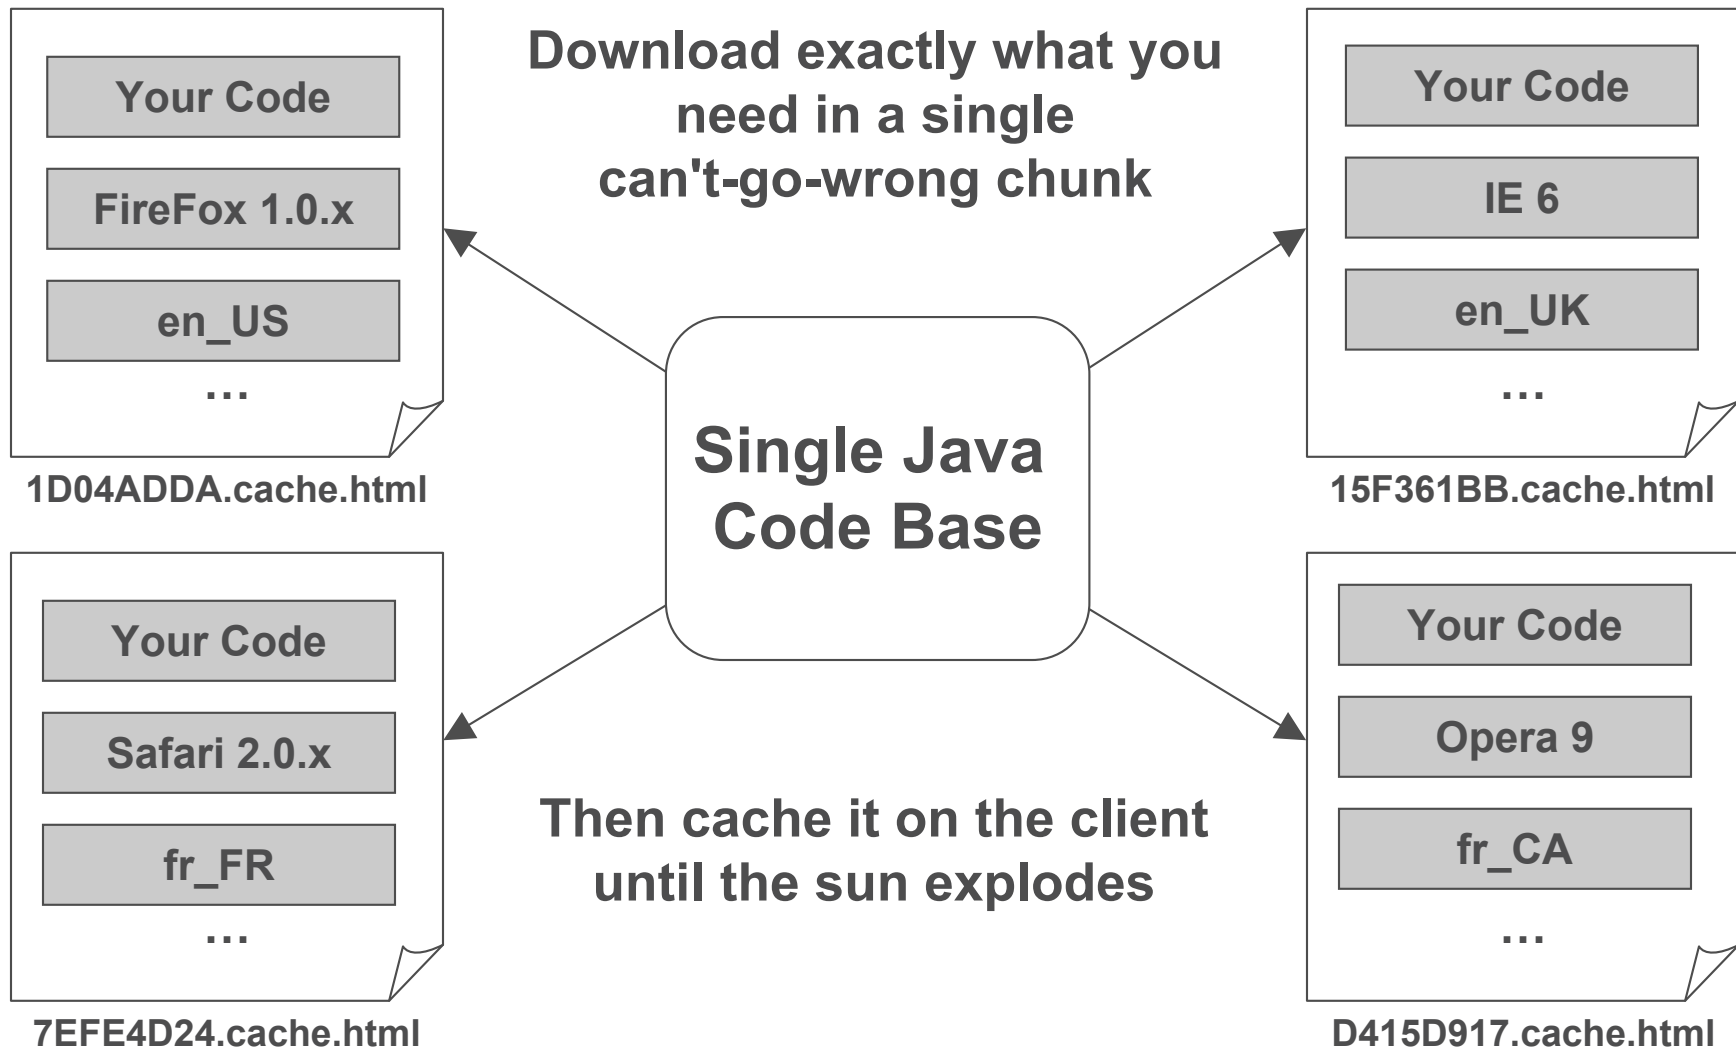 Your Code
FireFox 1.0.x
en_US
...
1D04ADDA.cache.html
Download exactly what you
need in a single
can't-go-wrong chunk
Your Code
IE 6
en_UK
...
15F361BB.cache.html
Single Java
Code Base
Your Code
Safari 2.0.x
fr_FR
...
7EFE4D24.cache.html
Then cache it on the client
until the sun explodes
Your Code
Opera 9
fr_CA
...
D415D917.cache.html